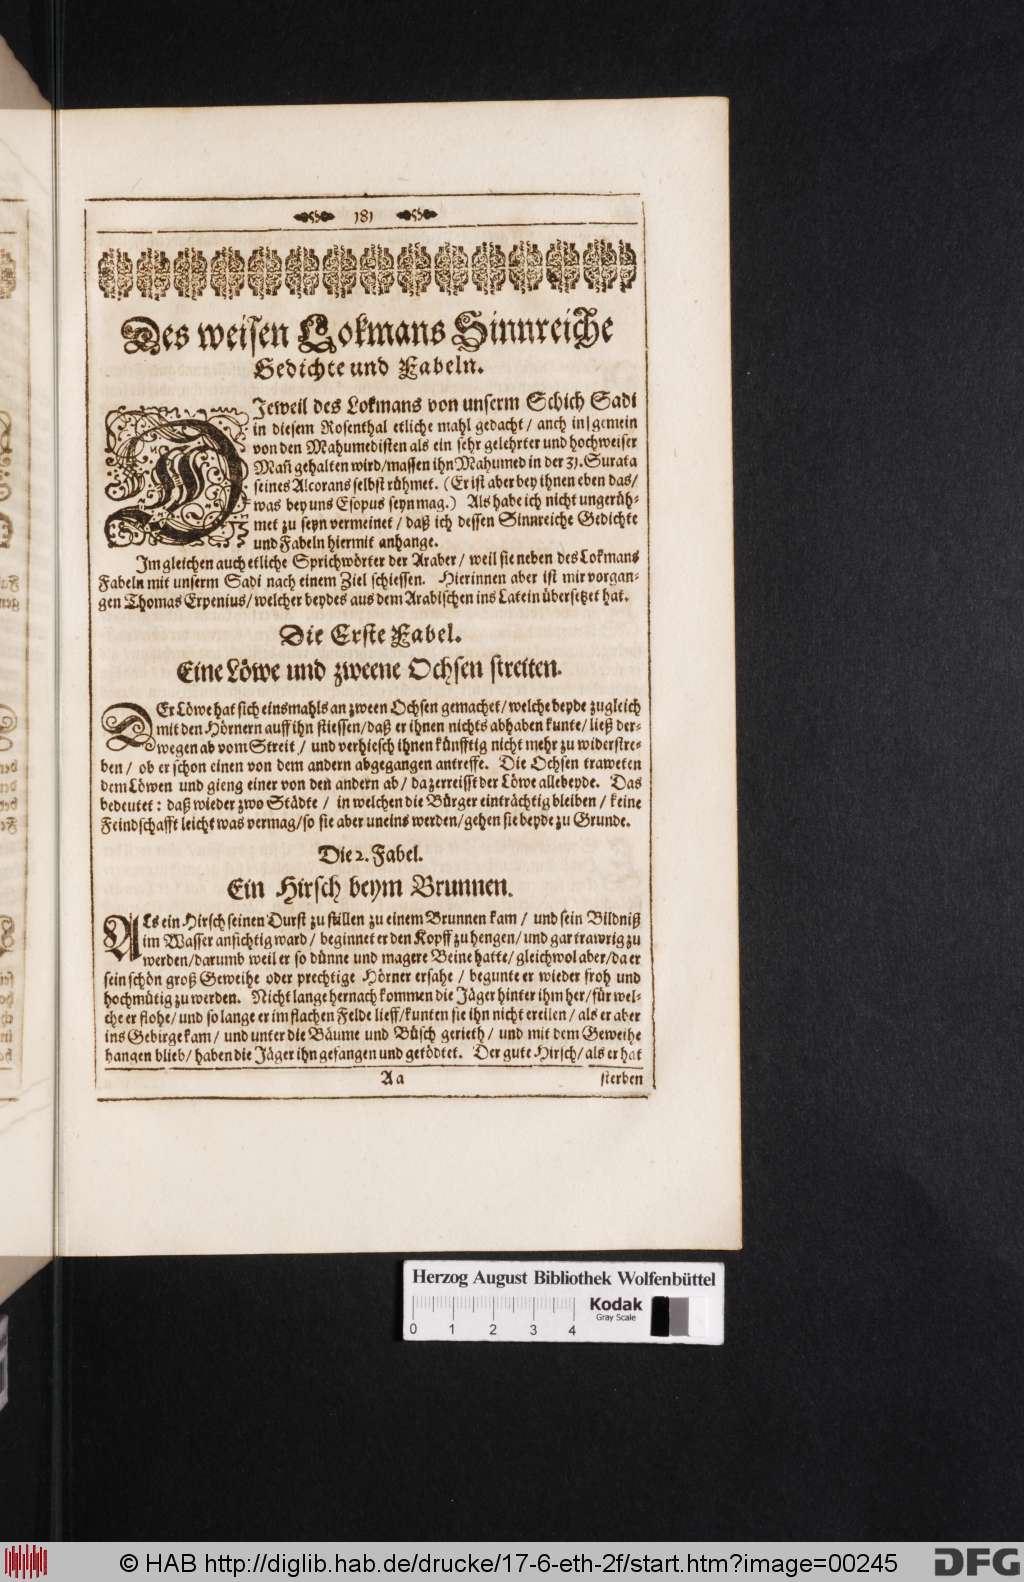 181
Des weisen Lokmans Sinnreiche
Gedichte und Fabeln.
DJeweil des Lokmans von unserm Schich Sadi
in diesem Rosenthal etliche mahl gedacht / auch insgemein
von den Mahumedisten als ein sehr gelehrter und hochweiser
Mañ gehalten wird / massen ihn Mahumed in der 31. Surata
seines Alcorans selbst rühmet. (Er ist aber bey ihnen eben das /
was bey uns Esopus seyn mag.) Als habe ich nicht ungerüh-
met zu seyn vermeinet / daß ich dessen Sinnreiche Gedichte
und Fabeln hiermit anhange.
Im gleichen auch etliche Sprichwörter der Araber / weil sie neben des Lokmans
Fabeln mit unserm Sadi nach einem Ziel schiessen. Hierinnen aber ist mir vorgan-
gen Thomas Erpenius / welcher beydes aus dem Arabischen ins Latein übersetzet hat.
Die Erste Fabel.
Eine Löwe und zweene Ochsen streiten.
DEr Löwe hat sich einsmahls an zween Ochsen gemachet / welche beyde zugleich
mit den Hörnern auff ihn stiessen / daß er ihnen nichts abhaben kunte / ließ der-
wegen ab vom Streit / und verhiesch ihnen künfftig nicht mehr zu widerstre-
ben / ob er schon einen von dem andern abgegangen antreffe. Die Ochsen traweten
dem Löwen und gieng einer von den andern ab / da zerreisst der Löwe alle beyde. Das
bedeutet : daß wieder zwo Städte / in welchen die Bürger einträchtig bleiben / keine
Feindschafft leicht was vermag / so sie aber uneins werden / gehen sie beyde zu Grunde.
Die 2. Fabel.
Ein Hirsch beym Brunnen.
ALs ein Hirsch seinen Durst zu stillen zu einem Brunnen kam / und sein Bildniß
im Wasser ansichtig ward / beginnet er den Kopff zu hengen / und gar trawrig zu
werden / darumb weil er so dünne und magere Beine hatte / gleichwol aber / da er
sein schön groß Geweihe oder prechtige Hörner ersahe / begunte er wieder froh und
hochmütig zu werden. Nicht lange hernach kommen die Jäger hinter ihm her / für wel-
che er flohe / und so lange er im flachen Felde lieff / kunten sie ihn nicht ereilen / als er aber
ins Gebirge kam / und unter die Bäume und Büsch gerieth / und mit dem Geweihe
hangen blieb / haben die Jäger ihn gefangen und getödtet. Der gute Hirsch / als er hat
Aa sterben
Herzog August Bibliothek Wolfenbüttel
0 1 2 3 4
Kodak
Gray Scale
© HAB http://diglib.hab.de/drucke/17-6-eth-2f/start.htm?image=00245
DFG